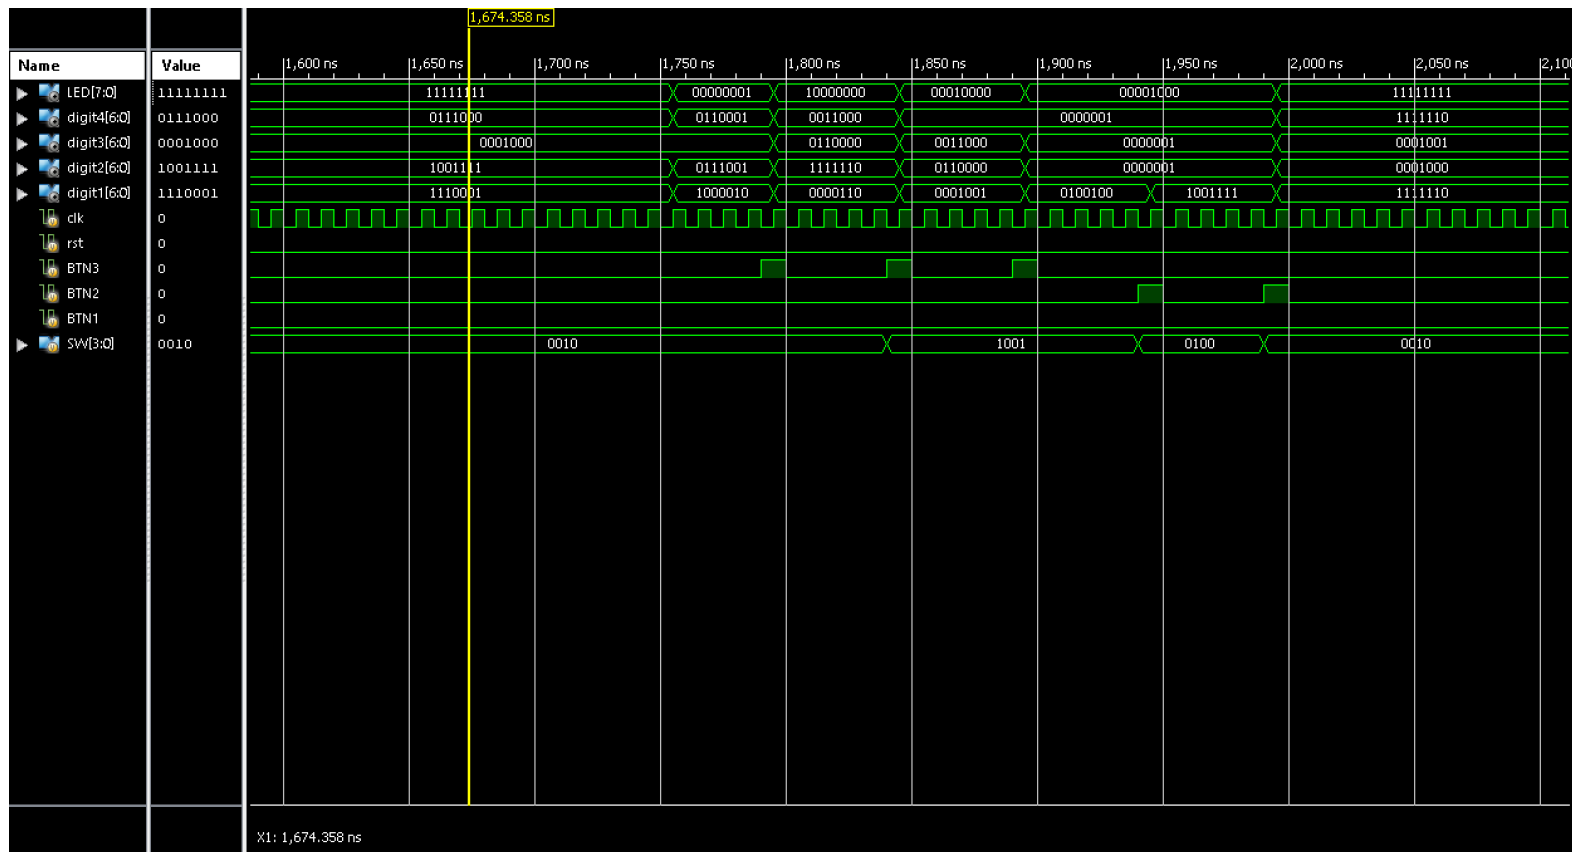 1,674.358 ns
Name Value 1,600 ns 1,650 ns 1,700 ns 1,750 ns 1,800 ns 1,850 ns 1,900 ns 1,950 ns 2,000 ns 2,050 ns 2,10
LED[7:0] 11111111 11111111 00000001 10000000 00010000 00001000 11111111
digit4[6:0] 0111000 0111000 0110001 0011000 0000001 1111110
digit3[6:0] 0001000 0001000 0110000 0011000 0000001 0001001
digit2[6:0] 1001111 1001111 0111001 1111110 0110000 0000001 0001000
digit1[6:0] 1110001 1110001 1000010 0000110 0001001 0100100 1001111 1111110
clk 0
rst 0
BTN3 0
BTN2 0
BTN1 0
SW[3:0] 0010 0010 1001 0100 0010
X1: 1,674.358 ns